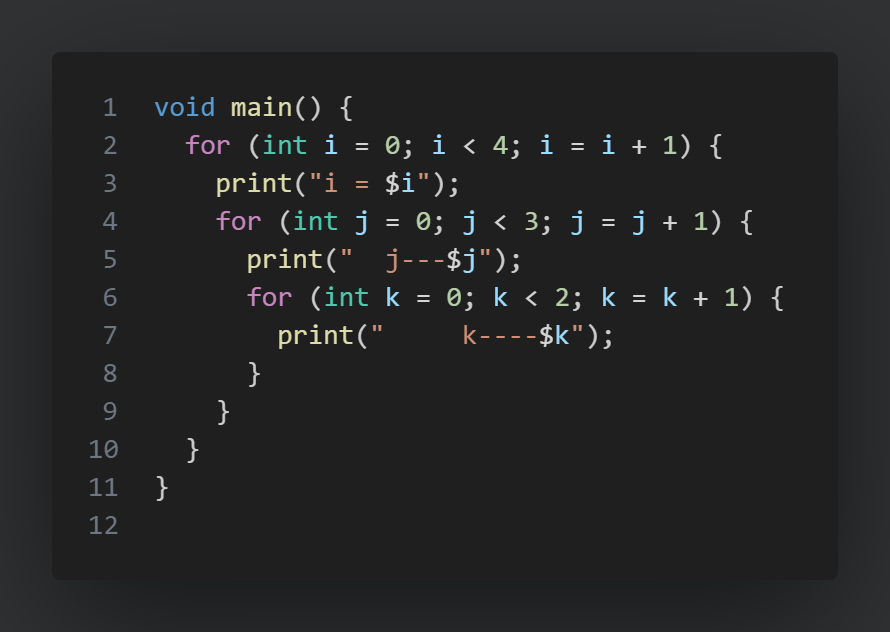 1 void main() {
2   for (int i = 0; i < 4; i = i + 1) {
3     print("i = $i");
4     for (int j = 0; j < 3; j = j + 1) {
5       print("  j---$j");
6       for (int k = 0; k < 2; k = k + 1) {
7         print("     k----$k");
8       }
9     }
10   }
11 }
12